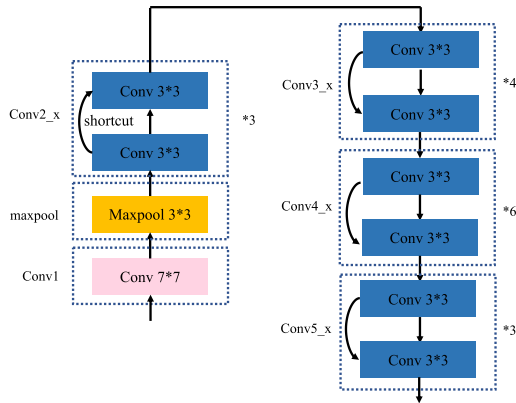 Conv 3*3
Conv2_x
shortcut
*3
Conv 3*3
maxpool
Maxpool 3*3
Conv1
Conv 7*7
Conv 3*3
Conv3_x
*4
Conv 3*3
Conv 3*3
Conv4_x
*6
Conv 3*3
Conv 3*3
Conv5_x
*3
Conv 3*3